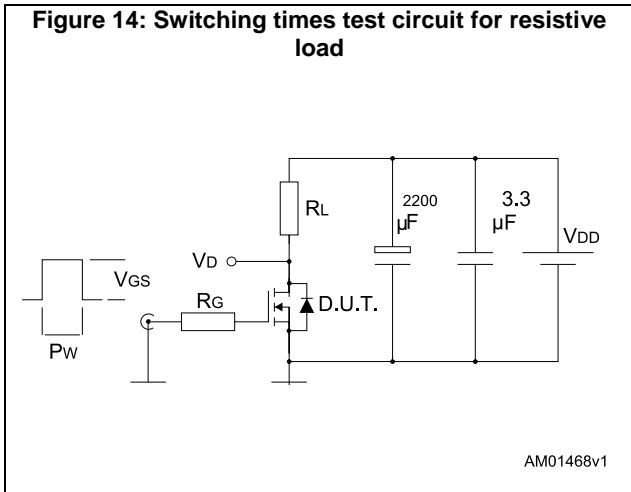 Figure 14: Switching times test circuit for resistive
load
2200
μF
3.3
μF
VDD
RL
VD
VGS
RG
D.U.T.
PW
AM01468v1